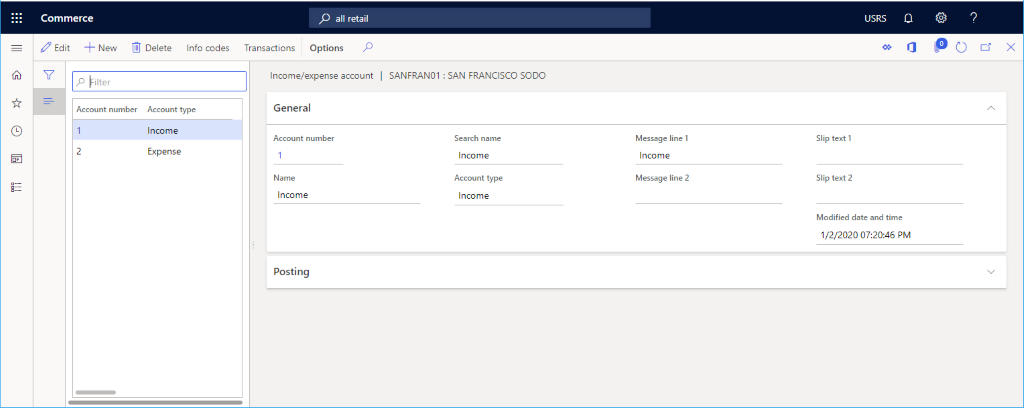 Commerce
all retail
USRS
?
Edit
New
Delete
Info codes
Transactions
Options
0
Filter
Account number Account type
1 Income
2 Expense
Income/expense account | SANFRAN01 : SAN FRANCISCO SODO
General
Account number
1
Name
Income
Search name
Income
Account type
Income
Message line 1
Income
Message line 2
Slip text 1
Slip text 2
Modified date and time
1/2/2020 07:20:46 PM
Posting